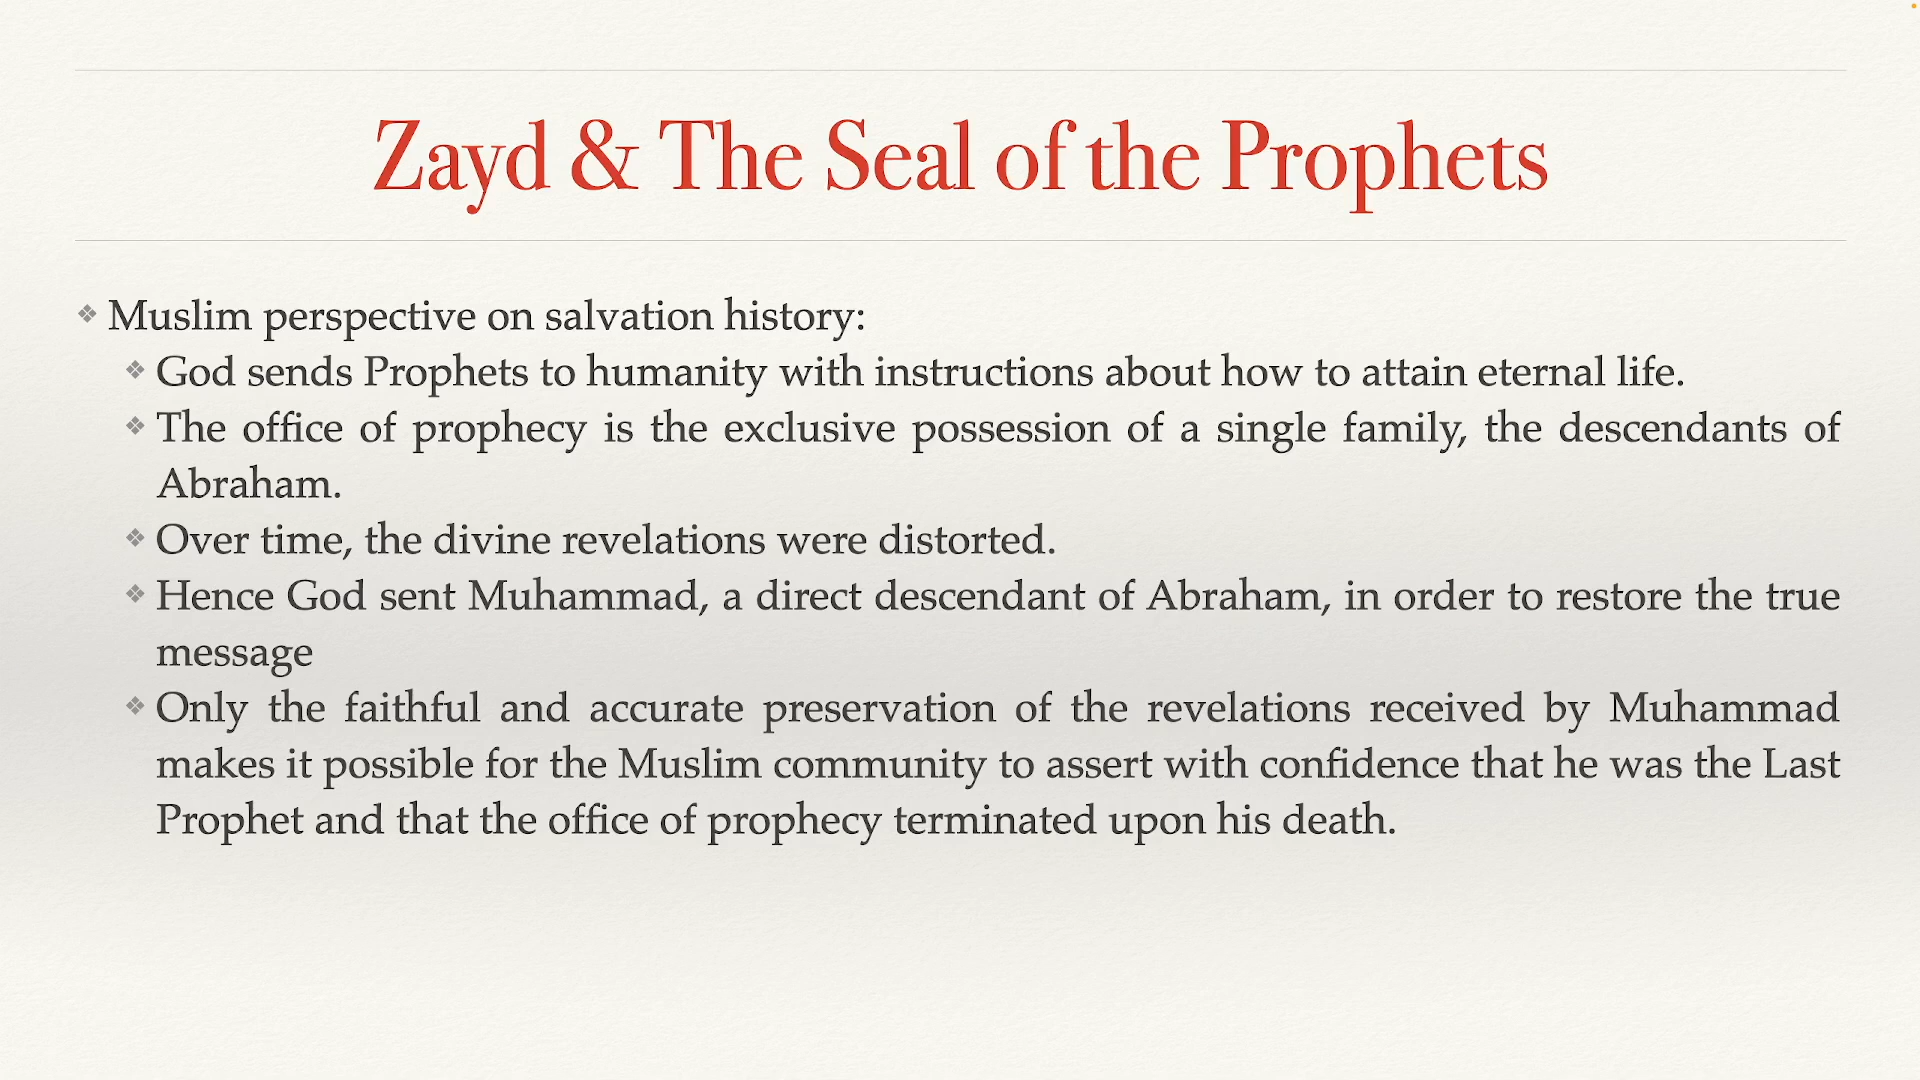 Zayd & The Seal of the Prophets
❖ Muslim perspective on salvation history:
❖ God sends Prophets to humanity with instructions about how to attain eternal life.
❖ The office of prophecy is the exclusive possession of a single family, the descendants of
Abraham.
❖ Over time, the divine revelations were distorted.
❖ Hence God sent Muhammad, a direct descendant of Abraham, in order to restore the true
message
❖ Only the faithful and accurate preservation of the revelations received by Muhammad
makes it possible for the Muslim community to assert with confidence that he was the Last
Prophet and that the office of prophecy terminated upon his death.